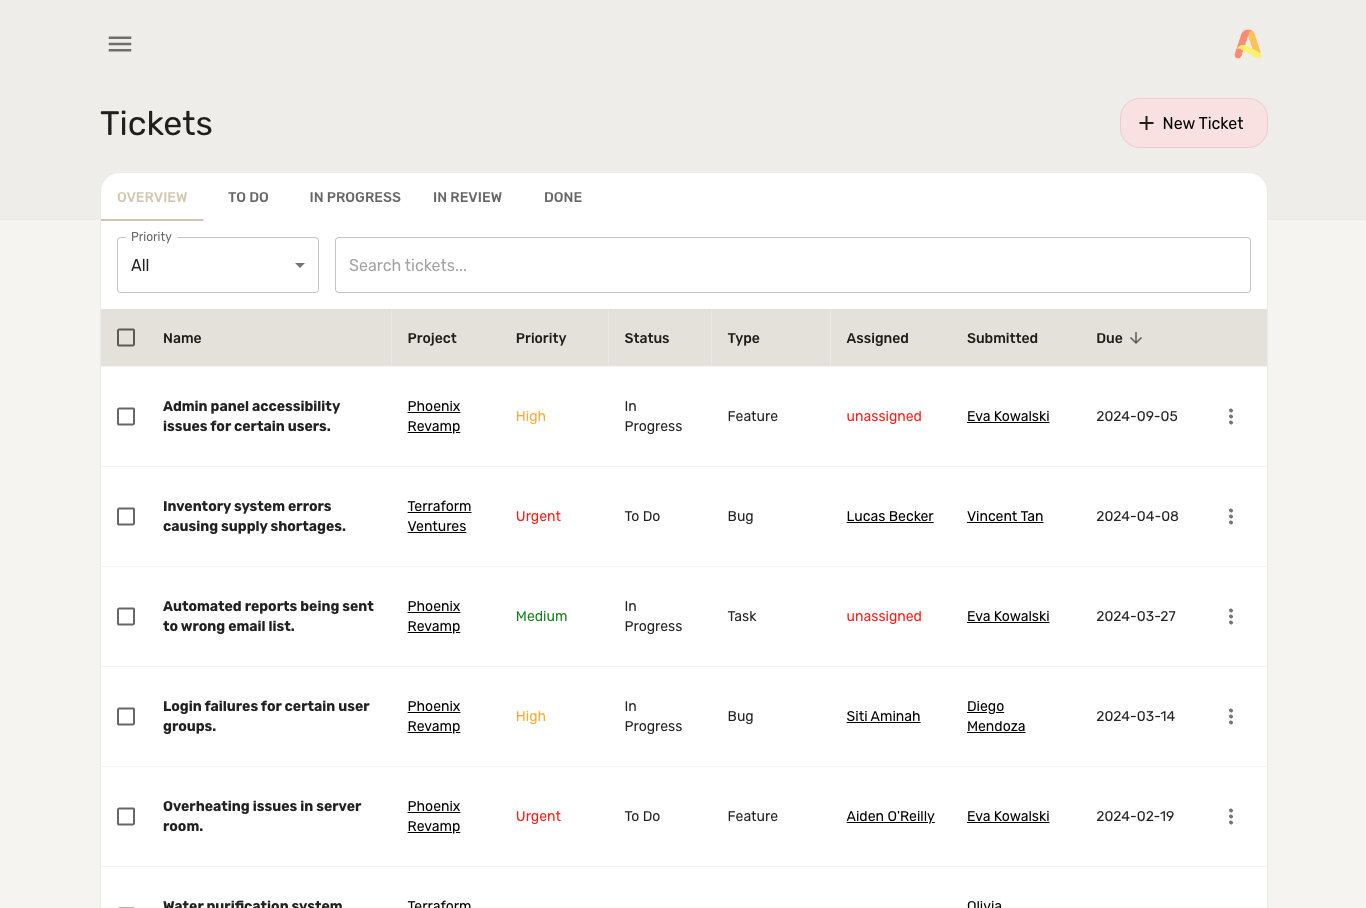 Tickets
+ New Ticket
OVERVIEW TO DO IN PROGRESS IN REVIEW DONE
Priority
All
Search tickets...
Name Project Priority Status Type Assigned Submitted Due
Admin panel accessibility
issues for certain users.
Phoenix
Revamp
High
In
Progress
Feature
unassigned
Eva Kowalski
2024-09-05
Inventory system errors
causing supply shortages.
Terraform
Ventures
Urgent
To Do
Bug
Lucas Becker
Vincent Tan
2024-04-08
Automated reports being sent
to wrong email list.
Phoenix
Revamp
Medium
In
Progress
Task
unassigned
Eva Kowalski
2024-03-27
Login failures for certain user
groups.
Phoenix
Revamp
High
In
Progress
Bug
Siti Aminah
Diego
Mendoza
2024-03-14
Overheating issues in server
room.
Phoenix
Revamp
Urgent
To Do
Feature
Aiden O'Reilly
Eva Kowalski
2024-02-19
Water purification system
Terraform
Olivia